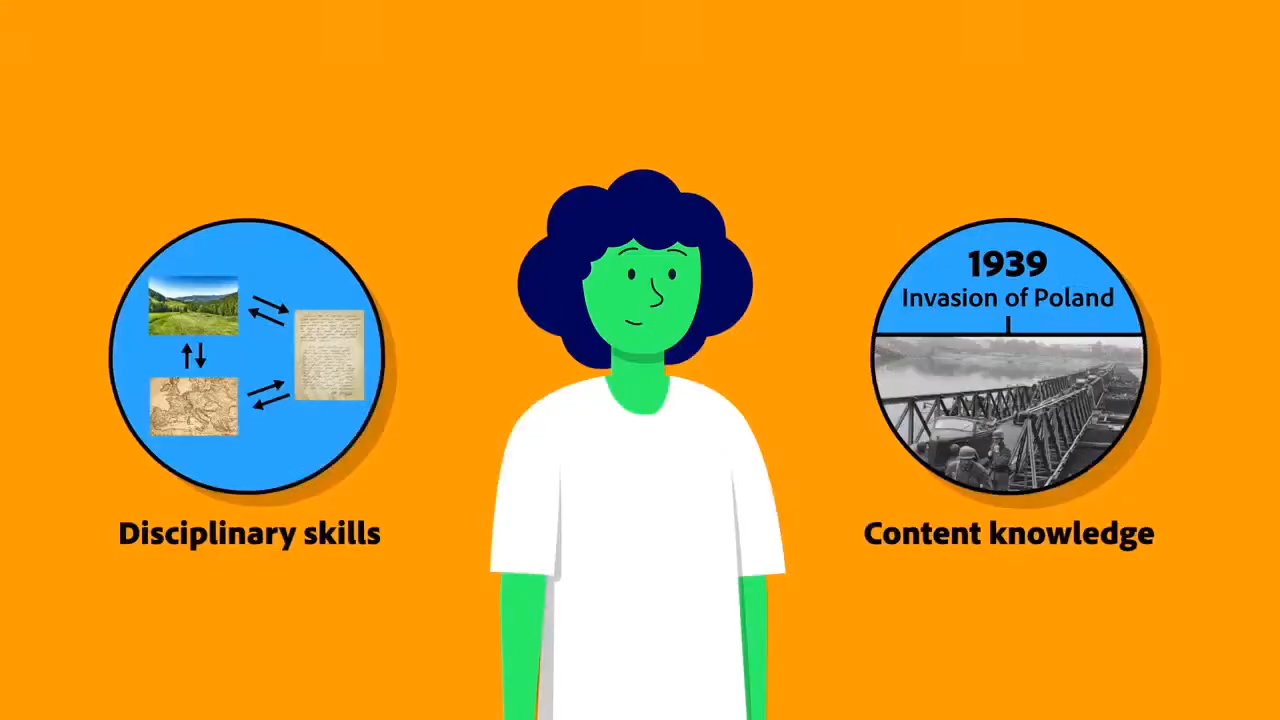 1939
Invasion of Poland
Disciplinary skills
Content knowledge